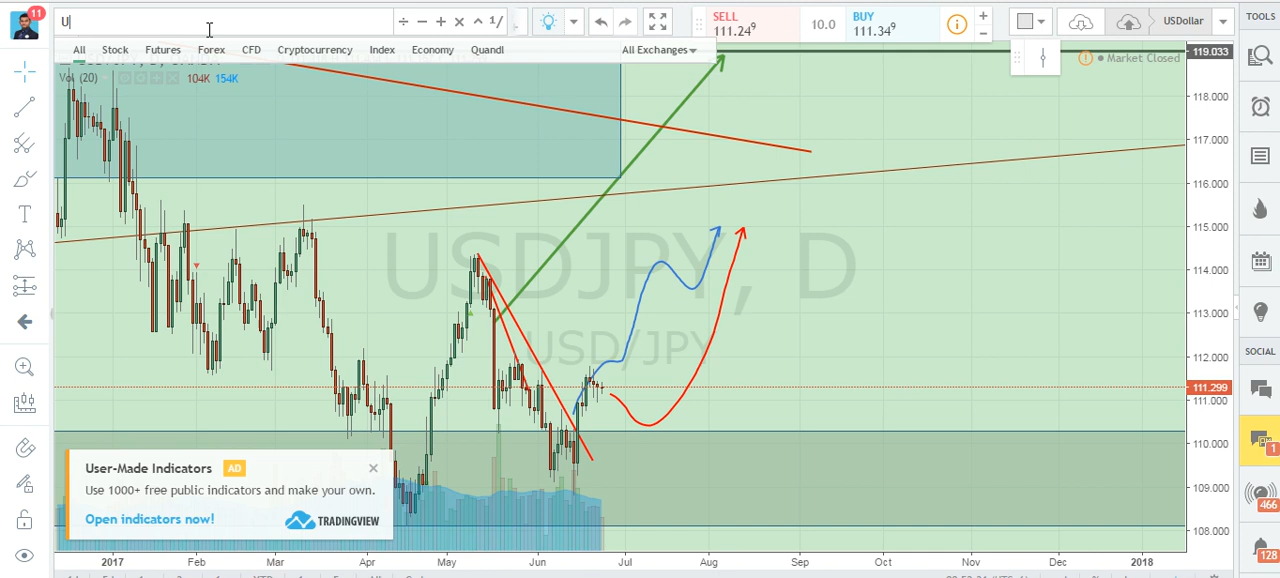 11
U
÷ − + × ^ 1/
SELL
111.24⁹
10.0
BUY
111.34⁹
USDollar
TOOLS
All Stock Futures Forex CFD Cryptocurrency Index Economy Quandl All Exchanges
Vol (20) 104K 154K
Market Closed
119.033
118.000
117.000
116.000
115.000
114.000
113.000
112.000
111.299
111.000
110.000
109.000
108.000
USDJPY, D
USD/JPY
SOCIAL
1
466
128
User-Made Indicators AD
Use 1000+ free public indicators and make your own.
Open indicators now!
TRADINGVIEW
2017 Feb Mar Apr May Jun Jul Aug Sep Oct Nov Dec 2018